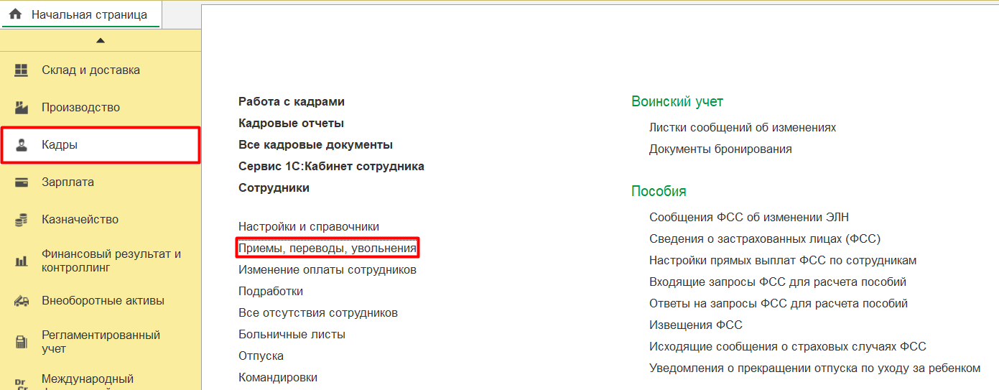 Начальная страница
Склад и доставка
Производство
Кадры
Зарплата
Казначейство
Финансовый результат и
контроллинг
Внеоборотные активы
Регламентированный
учет
Dr
Cr
Международный
Работа с кадрами
Кадровые отчеты
Все кадровые документы
Сервис 1С:Кабинет сотрудника
Сотрудники
Настройки и справочники
Приемы, переводы, увольнения
Изменение оплаты сотрудников
Подработки
Все отсутствия сотрудников
Больничные листы
Отпуска
Командировки
Воинский учет
Листки сообщений об изменениях
Документы бронирования
Пособия
Сообщения ФСС об изменении ЭЛН
Сведения о застрахованных лицах (ФСС)
Настройки прямых выплат ФСС по сотрудникам
Входящие запросы ФСС для расчета пособий
Ответы на запросы ФСС для расчета пособий
Извещения ФСС
Исходящие сообщения о страховых случаях ФСС
Уведомления о прекращении отпуска по уходу за ребенком